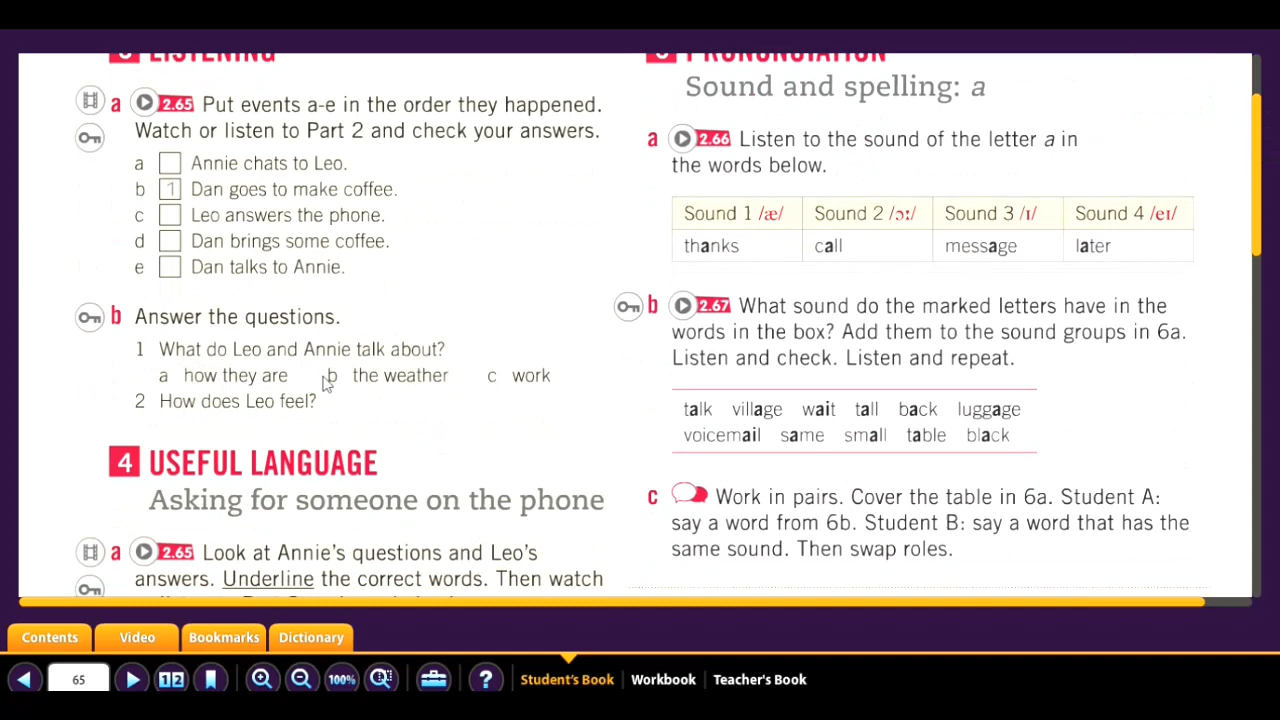 3 LISTENING
a 2.65 Put events a-e in the order they happened.
Watch or listen to Part 2 and check your answers.
a Annie chats to Leo.
b 1 Dan goes to make coffee.
c Leo answers the phone.
d Dan brings some coffee.
e Dan talks to Annie.
b Answer the questions.
1 What do Leo and Annie talk about?
a how they are b the weather c work
2 How does Leo feel?
4 USEFUL LANGUAGE
Asking for someone on the phone
a 2.65 Look at Annie's questions and Leo's
answers. Underline the correct words. Then watch
PRONUNCIATION
Sound and spelling: a
a 2.66 Listen to the sound of the letter a in
the words below.
Sound 1 /æ/ Sound 2 /ɔː/ Sound 3 /ɪ/ Sound 4 /eɪ/
thanks call message later
b 2.67 What sound do the marked letters have in the
words in the box? Add them to the sound groups in 6a.
Listen and check. Listen and repeat.
talk village wait tall back luggage
voicemail same small table black
c Work in pairs. Cover the table in 6a. Student A:
say a word from 6b. Student B: say a word that has the
same sound. Then swap roles.
Contents Video Bookmarks Dictionary
65 1 2 100% ? Student's Book Workbook Teacher's Book